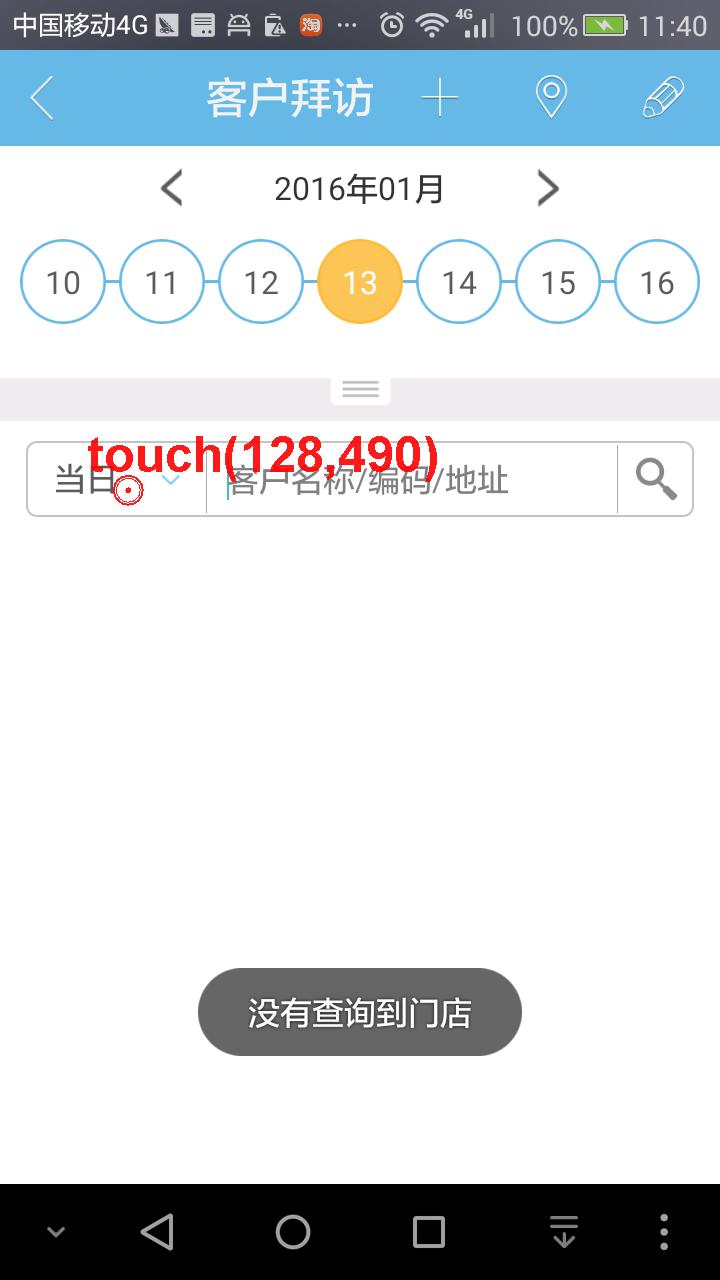 中国移动4G 淘 ... 4G 100% 11:40
客户拜访
2016年01月
10 11 12 13 14 15 16
touch(128,490)
当日 客户名称/编码/地址
没有查询到门店